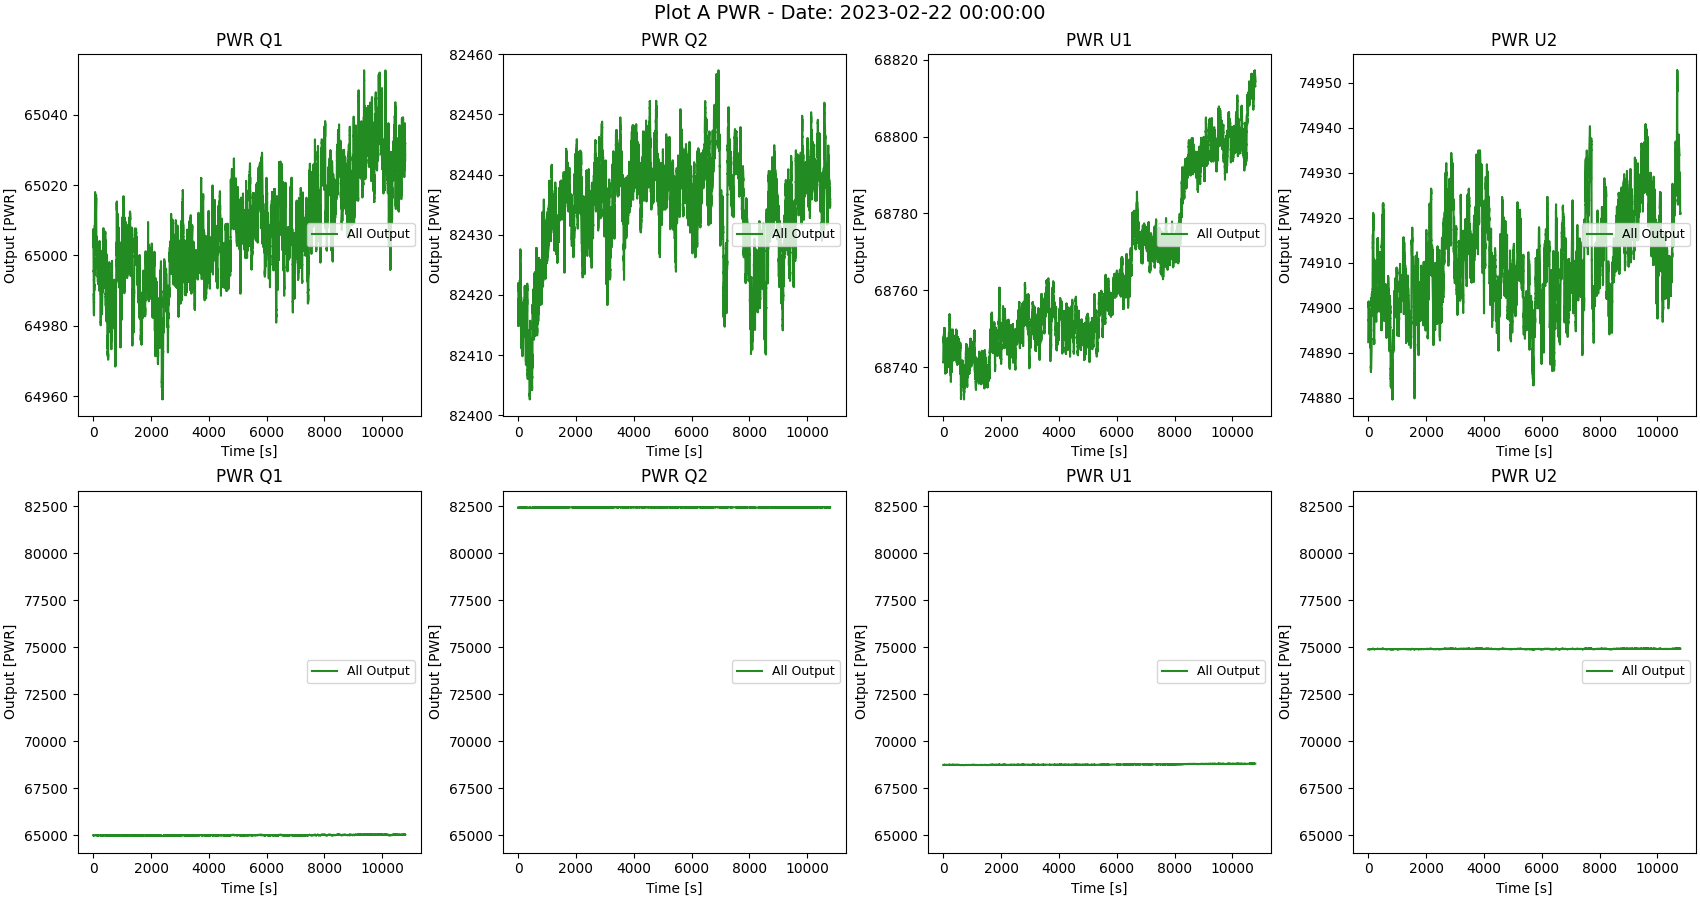 Plot A PWR - Date: 2023-02-22 00:00:00
PWR Q1
Output [PWR]
65040
65020
65000
64980
64960
All Output
0 2000 4000 6000 8000 10000
Time [s]
PWR Q2
Output [PWR]
82460
82450
82440
82430
82420
82410
82400
All Output
0 2000 4000 6000 8000 10000
Time [s]
PWR U1
Output [PWR]
68820
68800
68780
68760
68740
All Output
0 2000 4000 6000 8000 10000
Time [s]
PWR U2
Output [PWR]
74950
74940
74930
74920
74910
74900
74890
74880
All Output
0 2000 4000 6000 8000 10000
Time [s]
PWR Q1
Output [PWR]
82500
80000
77500
75000
72500
70000
67500
65000
All Output
0 2000 4000 6000 8000 10000
Time [s]
PWR Q2
Output [PWR]
82500
80000
77500
75000
72500
70000
67500
65000
All Output
0 2000 4000 6000 8000 10000
Time [s]
PWR U1
Output [PWR]
82500
80000
77500
75000
72500
70000
67500
65000
All Output
0 2000 4000 6000 8000 10000
Time [s]
PWR U2
Output [PWR]
82500
80000
77500
75000
72500
70000
67500
65000
All Output
0 2000 4000 6000 8000 10000
Time [s]